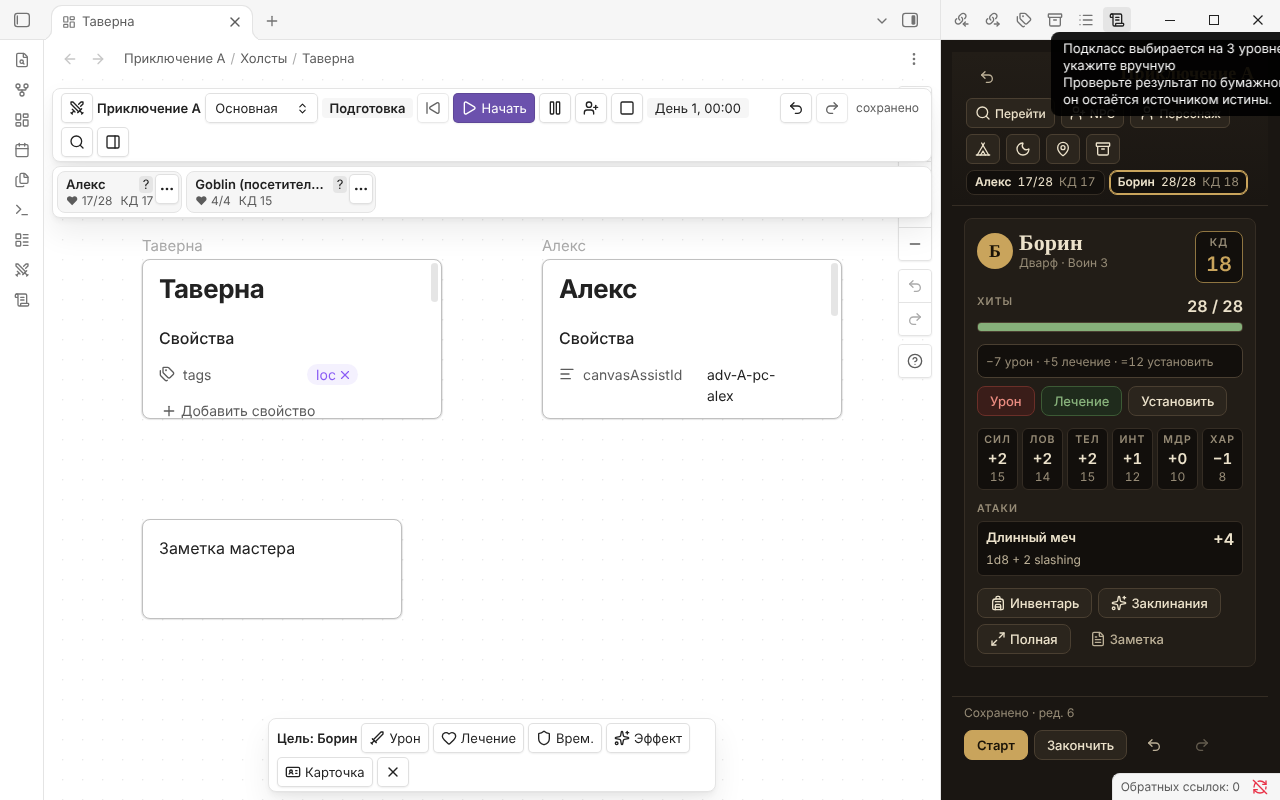 Таверна
Подкласс выбирается на 3 уровне
укажите вручную
Проверьте результат по бумажно
он остаётся источником истины.
Приключение A / Холсты / Таверна
Приключение A
Основная
Подготовка
Начать
День 1, 00:00
сохранено
Алекс ?
17/28 КД 17
Goblin (посетител... ?
4/4 КД 15
Таверна
Таверна
Свойства
tags
loc
Добавить свойство
Алекс
Алекс
Свойства
canvasAssistId
adv-A-pc-
alex
Заметка мастера
Цель: Борин
Урон
Лечение
Врем.
Эффект
Карточка
Перейти
NPC
Персонаж
Алекс 17/28 КД 17
Борин 28/28 КД 18
Б
Борин
Дварф · Воин 3
КД
18
ХИТЫ
28 / 28
−7 урон · +5 лечение · =12 установить
Урон
Лечение
Установить
СИЛ ЛОВ ТЕЛ ИНТ МДР ХАР
+2 +2 +2 +1 +0 −1
15 14 15 12 10 8
АТАКИ
Длинный меч
+4
1d8 + 2 slashing
Инвентарь
Заклинания
Полная
Заметка
Сохранено · ред. 6
Старт
Закончить
Обратных ссылок: 0